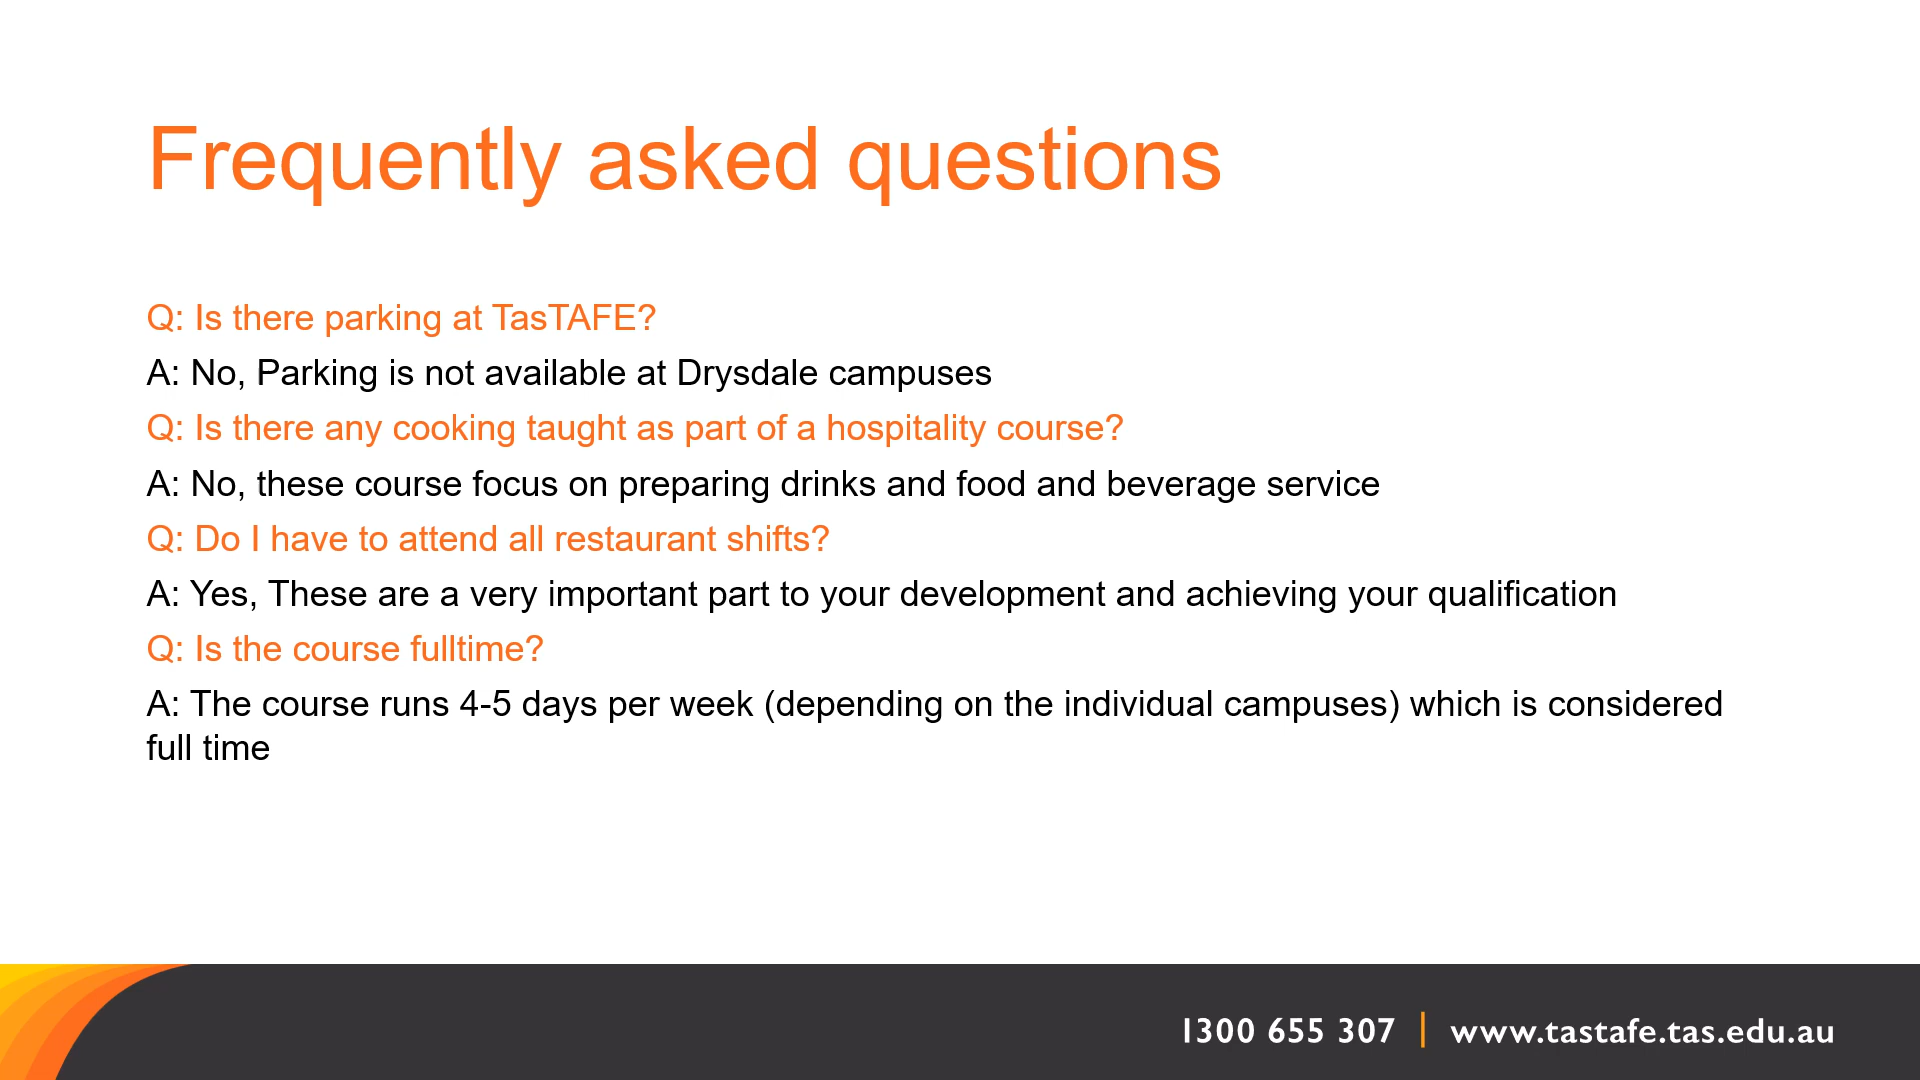 Frequently asked questions
Q: Is there parking at TasTAFE?
A: No, Parking is not available at Drysdale campuses
Q: Is there any cooking taught as part of a hospitality course?
A: No, these course focus on preparing drinks and food and beverage service
Q: Do I have to attend all restaurant shifts?
A: Yes, These are a very important part to your development and achieving your qualification
Q: Is the course fulltime?
A: The course runs 4-5 days per week (depending on the individual campuses) which is considered
full time
1300 655 307 | www.tastafe.tas.edu.au